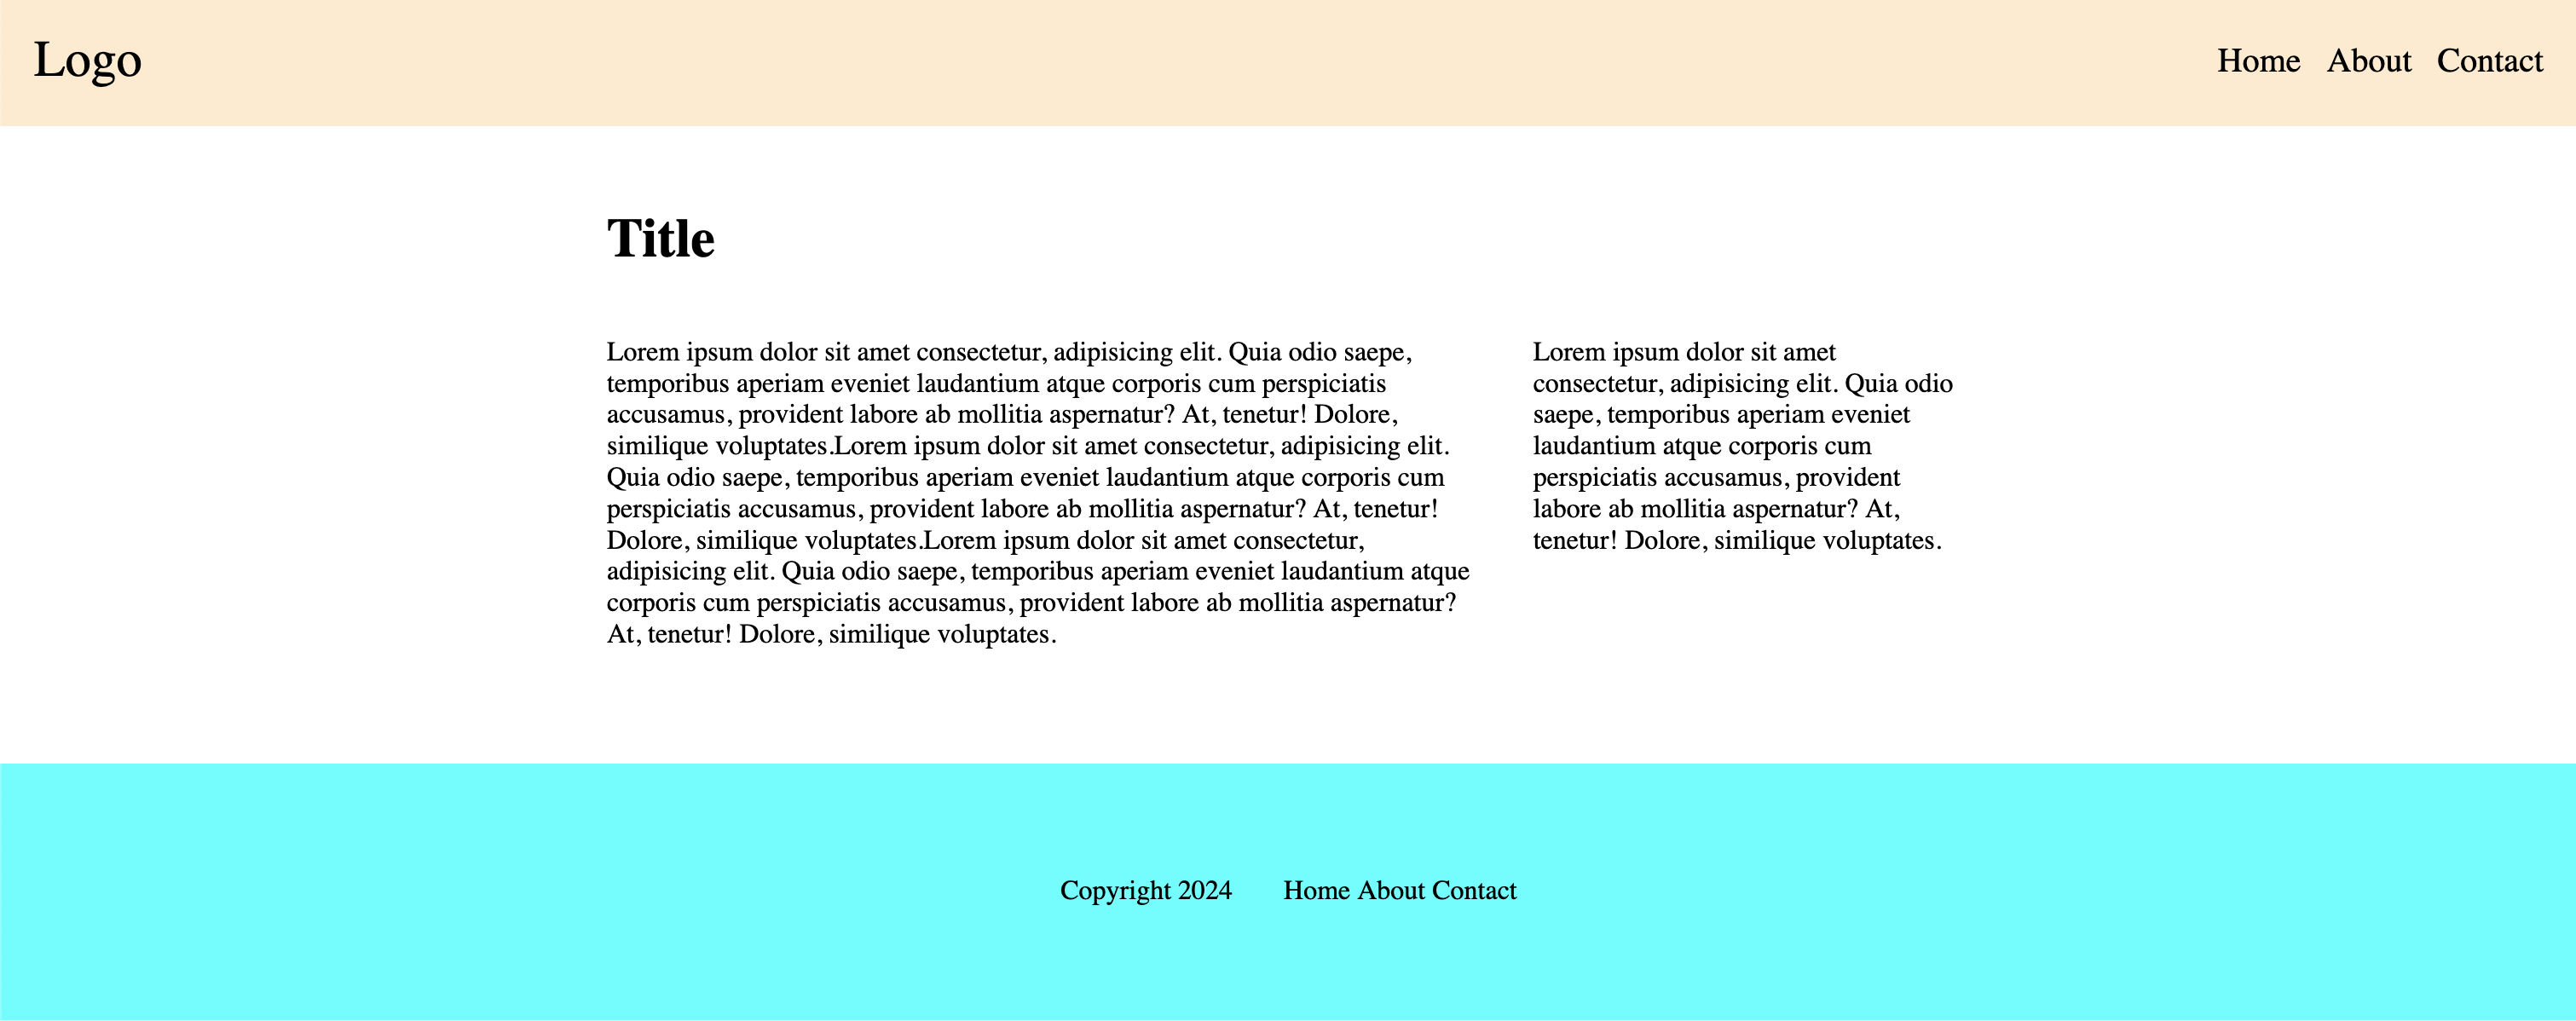 Logo
Home About Contact
Title
Lorem ipsum dolor sit amet consectetur, adipisicing elit. Quia odio saepe,
temporibus aperiam eveniet laudantium atque corporis cum perspiciatis
accusamus, provident labore ab mollitia aspernatur? At, tenetur! Dolore,
similique voluptates.Lorem ipsum dolor sit amet consectetur, adipisicing elit.
Quia odio saepe, temporibus aperiam eveniet laudantium atque corporis cum
perspiciatis accusamus, provident labore ab mollitia aspernatur? At, tenetur!
Dolore, similique voluptates.Lorem ipsum dolor sit amet consectetur,
adipisicing elit. Quia odio saepe, temporibus aperiam eveniet laudantium atque
corporis cum perspiciatis accusamus, provident labore ab mollitia aspernatur?
At, tenetur! Dolore, similique voluptates.
Lorem ipsum dolor sit amet
consectetur, adipisicing elit. Quia odio
saepe, temporibus aperiam eveniet
laudantium atque corporis cum
perspiciatis accusamus, provident
labore ab mollitia aspernatur? At,
tenetur! Dolore, similique voluptates.
Copyright 2024 Home About Contact